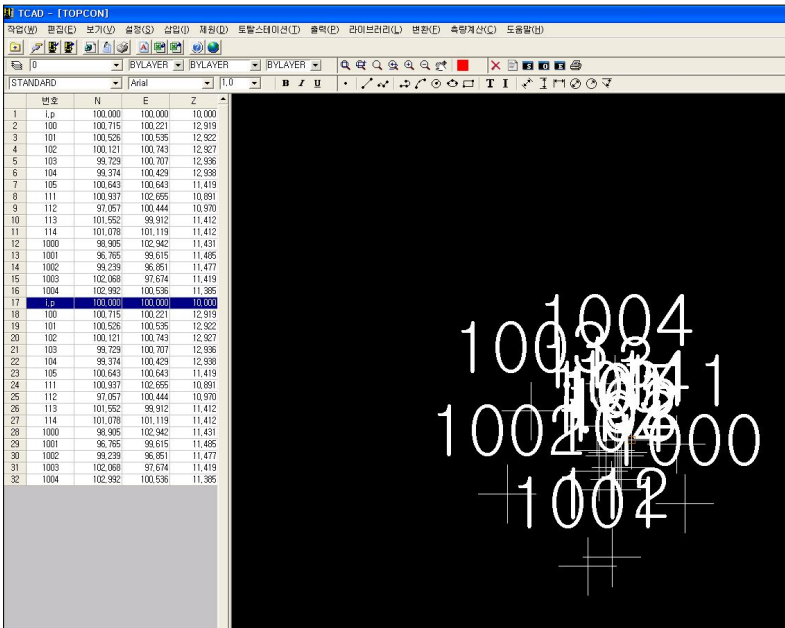 TCAD - [TOPCON]
작업(W) 편집(E) 보기(V) 설정(S) 삽입(I) 제원(D) 토탈스테이션(T) 출력(P) 라이브러리(L) 변환(F) 측량계산(C) 도움말(H)
0 BYLAYER BYLAYER BYLAYER
STANDARD Arial 1,0 B I U T I
번호 N E Z
1 i,p 100,000 100,000 10,000
2 100 100,715 100,221 12,919
3 101 100,526 100,535 12,922
4 102 100,121 100,743 12,927
5 103 99,729 100,707 12,936
6 104 99,374 100,429 12,938
7 105 100,643 100,643 11,419
8 111 100,937 102,655 10,891
9 112 97,057 100,444 10,970
10 113 101,552 99,912 11,412
11 114 101,078 101,119 11,412
12 1000 98,905 102,942 11,431
13 1001 96,765 99,615 11,485
14 1002 99,239 96,851 11,477
15 1003 102,068 97,674 11,419
16 1004 102,992 100,536 11,385
17 i,p 100,000 100,000 10,000
18 100 100,715 100,221 12,919
19 101 100,526 100,535 12,922
20 102 100,121 100,743 12,927
21 103 99,729 100,707 12,936
22 104 99,374 100,429 12,938
23 105 100,643 100,643 11,419
24 111 100,937 102,655 10,891
25 112 97,057 100,444 10,970
26 113 101,552 99,912 11,412
27 114 101,078 101,119 11,412
28 1000 98,905 102,942 11,431
29 1001 96,765 99,615 11,485
30 1002 99,239 96,851 11,477
31 1003 102,068 97,674 11,419
32 1004 102,992 100,536 11,385
1004
1003
1002
1000
112
1001